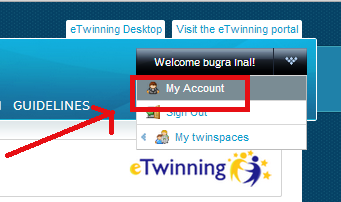 eTwinning Desktop Visit the eTwinning portal
Welcome bugra inal!
My Account
GUIDELINES Sign Out
My twinspaces
eTwinning